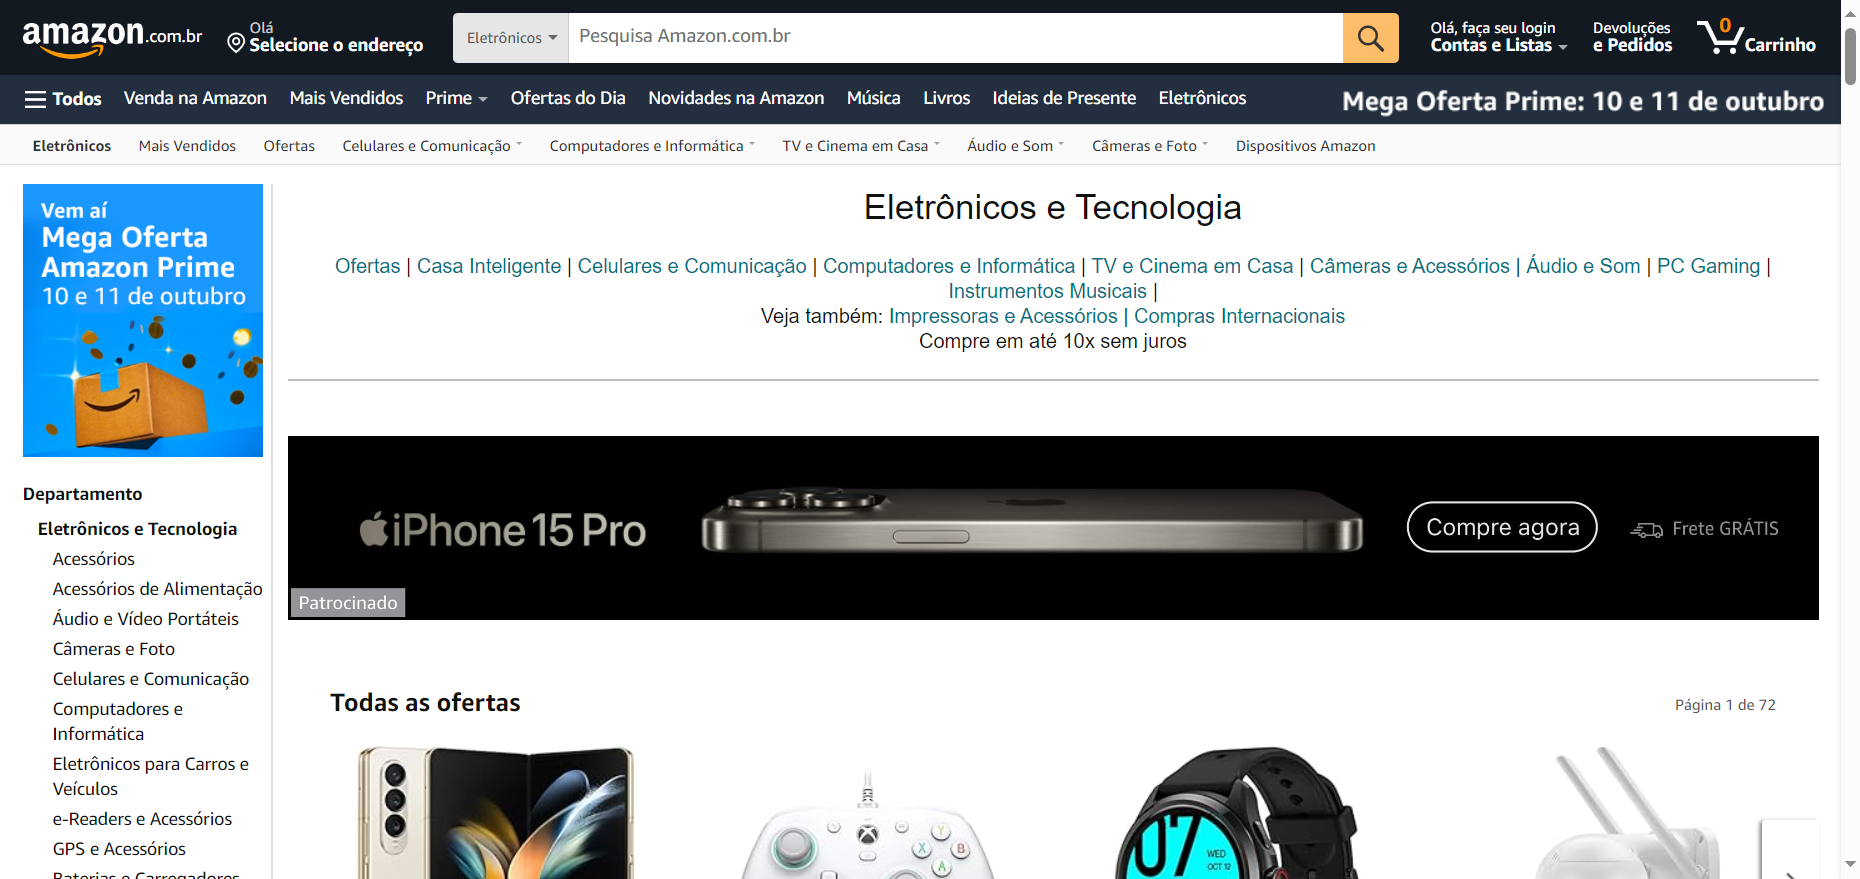 amazon.com.br
Olá
Selecione o endereço
Eletrônicos
Pesquisa Amazon.com.br
Olá, faça seu login
Contas e Listas
Devoluções
e Pedidos
0
Carrinho
Todos
Venda na Amazon
Mais Vendidos
Prime
Ofertas do Dia
Novidades na Amazon
Música
Livros
Ideias de Presente
Eletrônicos
Mega Oferta Prime: 10 e 11 de outubro
Eletrônicos
Mais Vendidos
Ofertas
Celulares e Comunicação
Computadores e Informática
TV e Cinema em Casa
Áudio e Som
Câmeras e Foto
Dispositivos Amazon
Vem aí
Mega Oferta
Amazon Prime
10 e 11 de outubro
Departamento
Eletrônicos e Tecnologia
Acessórios
Acessórios de Alimentação
Áudio e Vídeo Portáteis
Câmeras e Foto
Celulares e Comunicação
Computadores e
Informática
Eletrônicos para Carros e
Veículos
e-Readers e Acessórios
GPS e Acessórios
Baterias e Carregadores
Eletrônicos e Tecnologia
Ofertas | Casa Inteligente | Celulares e Comunicação | Computadores e Informática | TV e Cinema em Casa | Câmeras e Acessórios | Áudio e Som | PC Gaming |
Instrumentos Musicais |
Veja também: Impressoras e Acessórios | Compras Internacionais
Compre em até 10x sem juros
iPhone 15 Pro
Compre agora
Frete GRÁTIS
Patrocinado
Todas as ofertas
Página 1 de 72
Y
X
B
A
07
WED
OCT 12